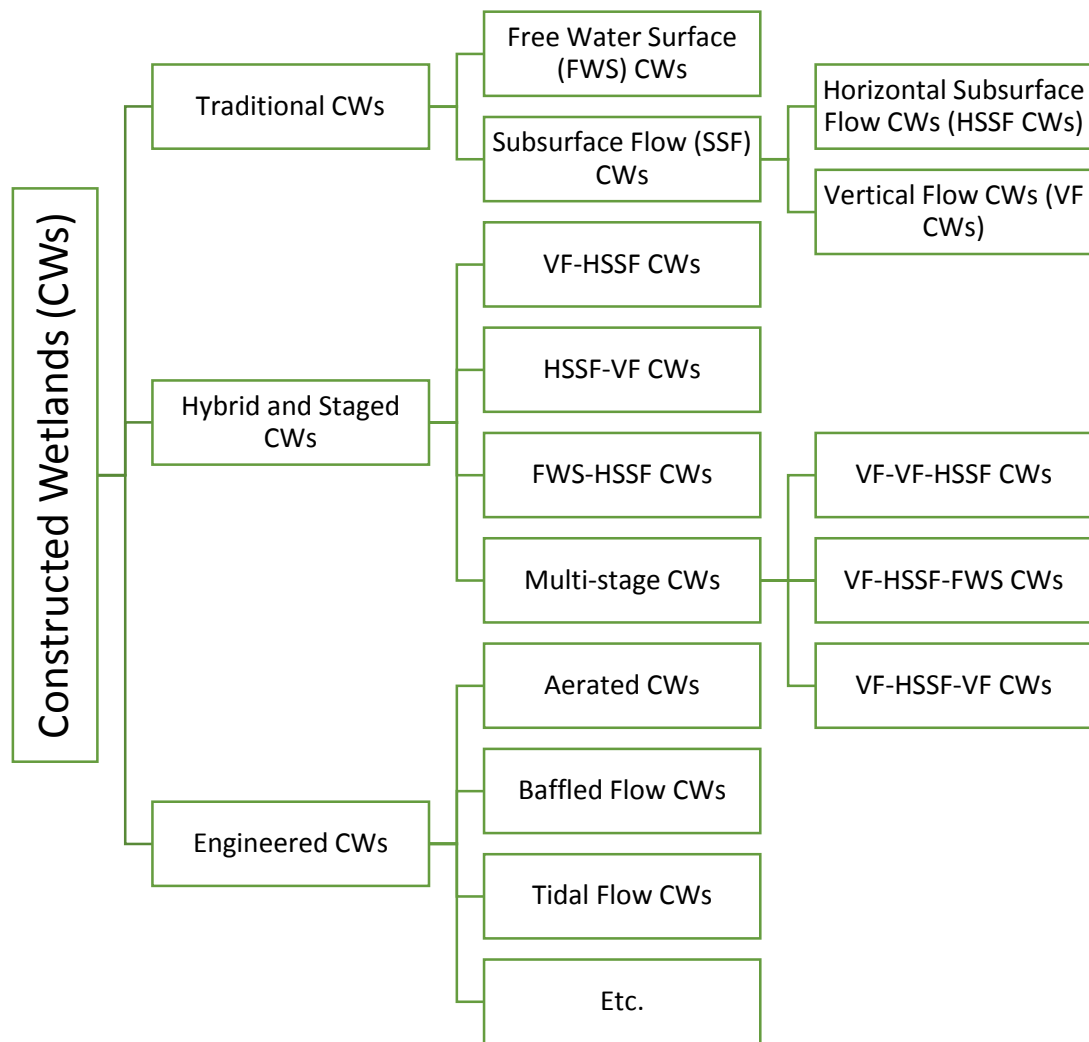 Constructed Wetlands (CWs)
Traditional CWs
Free Water Surface
(FWS) CWs
Subsurface Flow (SSF)
CWs
Horizontal Subsurface
Flow CWs (HSSF CWs)
Vertical Flow CWs (VF
CWs)
Hybrid and Staged
CWs
VF-HSSF CWs
HSSF-VF CWs
FWS-HSSF CWs
Multi-stage CWs
VF-VF-HSSF CWs
VF-HSSF-FWS CWs
VF-HSSF-VF CWs
Engineered CWs
Aerated CWs
Baffled Flow CWs
Tidal Flow CWs
Etc.